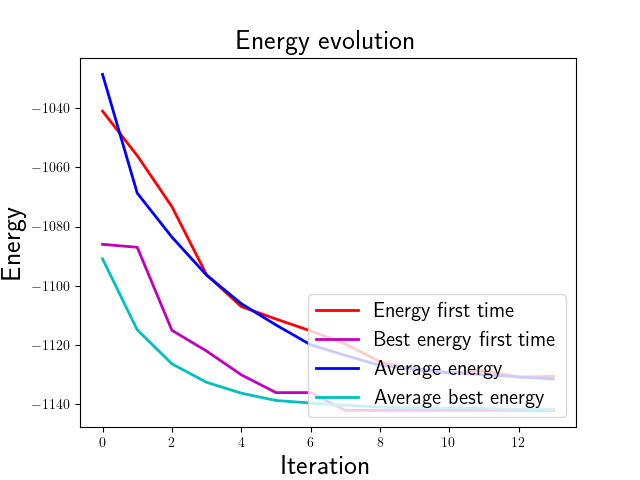 Energy evolution
Energy
−1040
−1060
−1080
−1100
−1120
−1140
Energy first time
Best energy first time
Average energy
Average best energy
0 2 4 6 8 10 12
Iteration